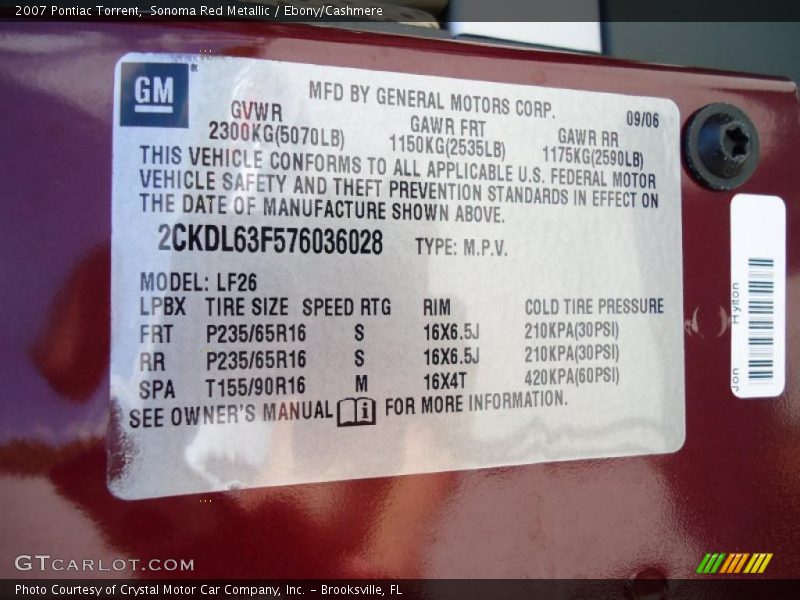 2007 Pontiac Torrent, Sonoma Red Metallic / Ebony/Cashmere
GM
MFD BY GENERAL MOTORS CORP. 09/06
GVWR GAWR FRT GAWR RR
2300KG(5070LB) 1150KG(2535LB) 1175KG(2590LB)
THIS VEHICLE CONFORMS TO ALL APPLICABLE U.S. FEDERAL MOTOR
VEHICLE SAFETY AND THEFT PREVENTION STANDARDS IN EFFECT ON
THE DATE OF MANUFACTURE SHOWN ABOVE.
2CKDL63F576036028 TYPE: M.P.V.
MODEL: LF26
LPBX TIRE SIZE SPEED RTG RIM COLD TIRE PRESSURE
FRT P235/65R16 S 16X6.5J 210KPA(30PSI)
RR P235/65R16 S 16X6.5J 210KPA(30PSI)
SPA T155/90R16 M 16X4T 420KPA(60PSI)
SEE OWNER'S MANUAL FOR MORE INFORMATION.
Jon Hylton
GTCARLOT.COM
Photo Courtesy of Crystal Motor Car Company, Inc. – Brooksville, FL